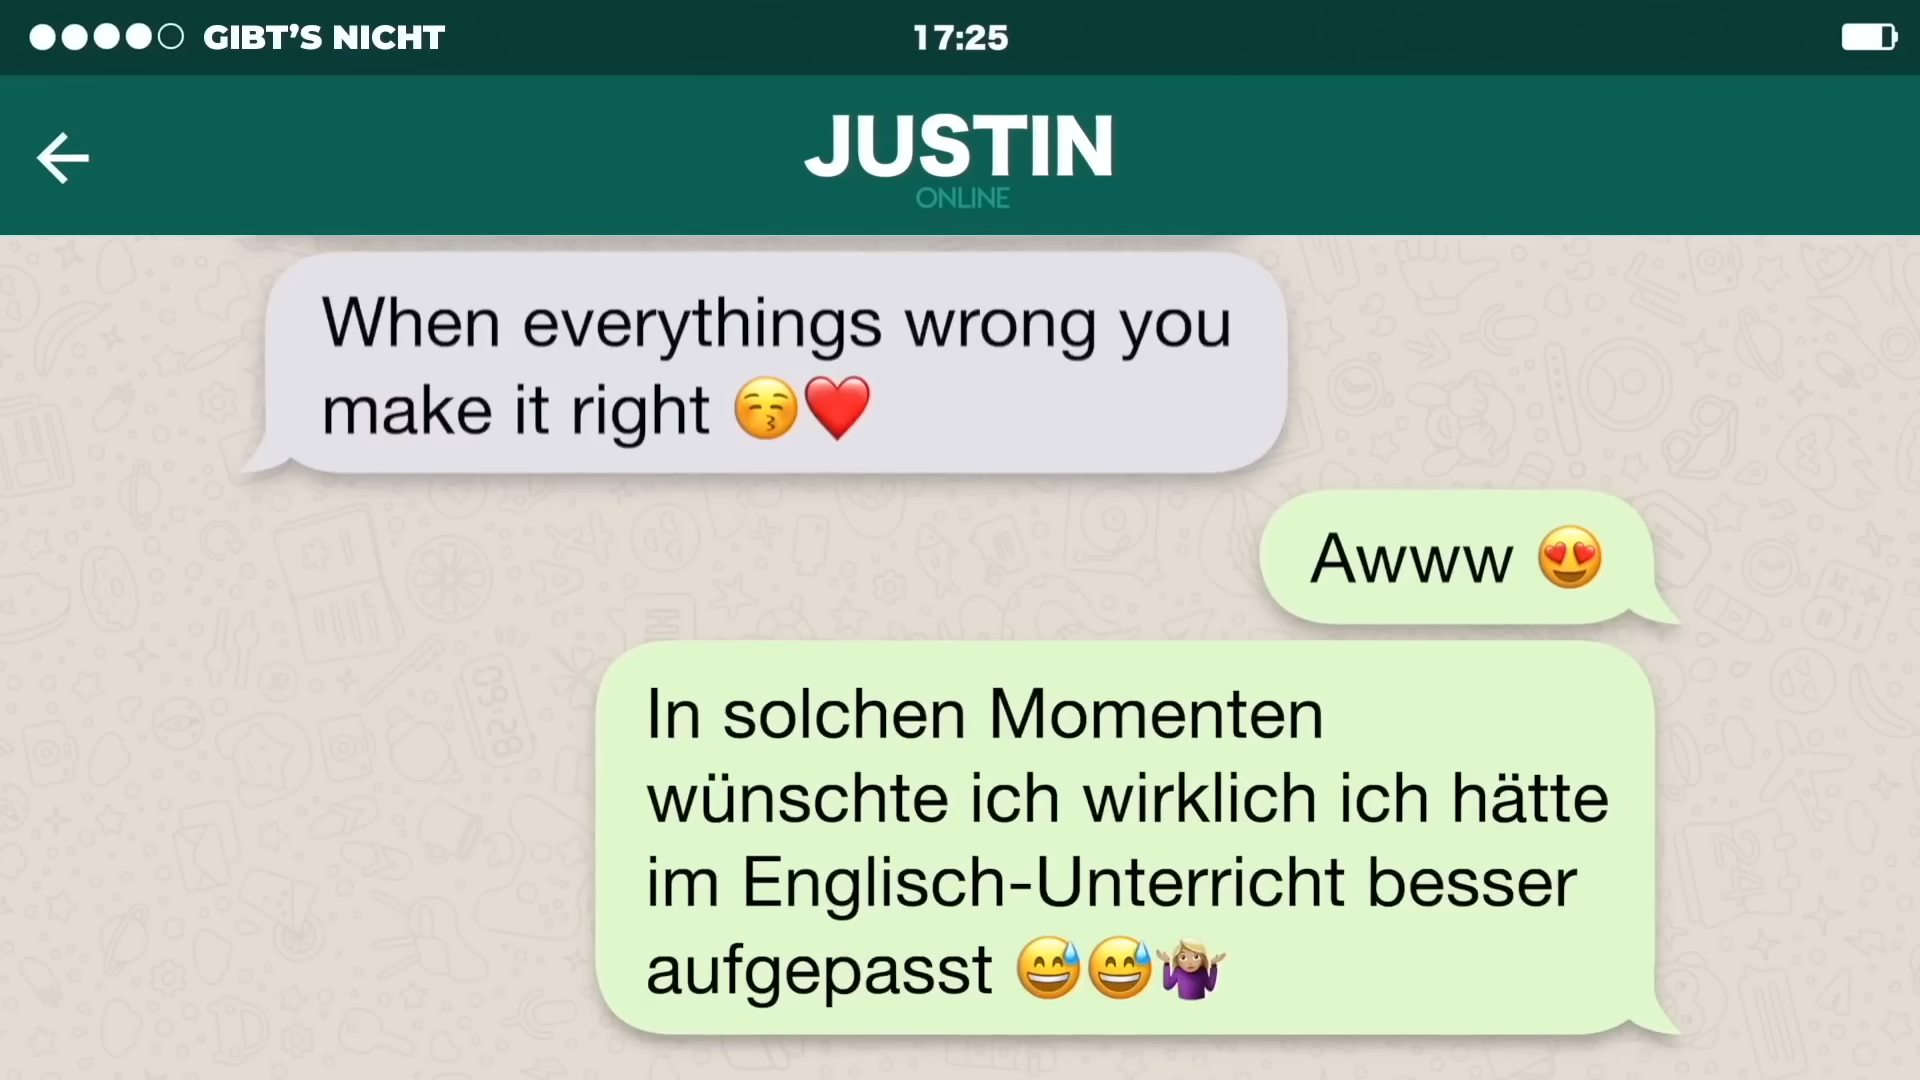 GIBT’S NICHT
17:25
JUSTIN
ONLINE
When everythings wrong you
make it right 😚❤️
Awww 😍
In solchen Momenten
wünschte ich wirklich ich hätte
im Englisch-Unterricht besser
aufgepasst 😅😅🤷🏼‍♀️